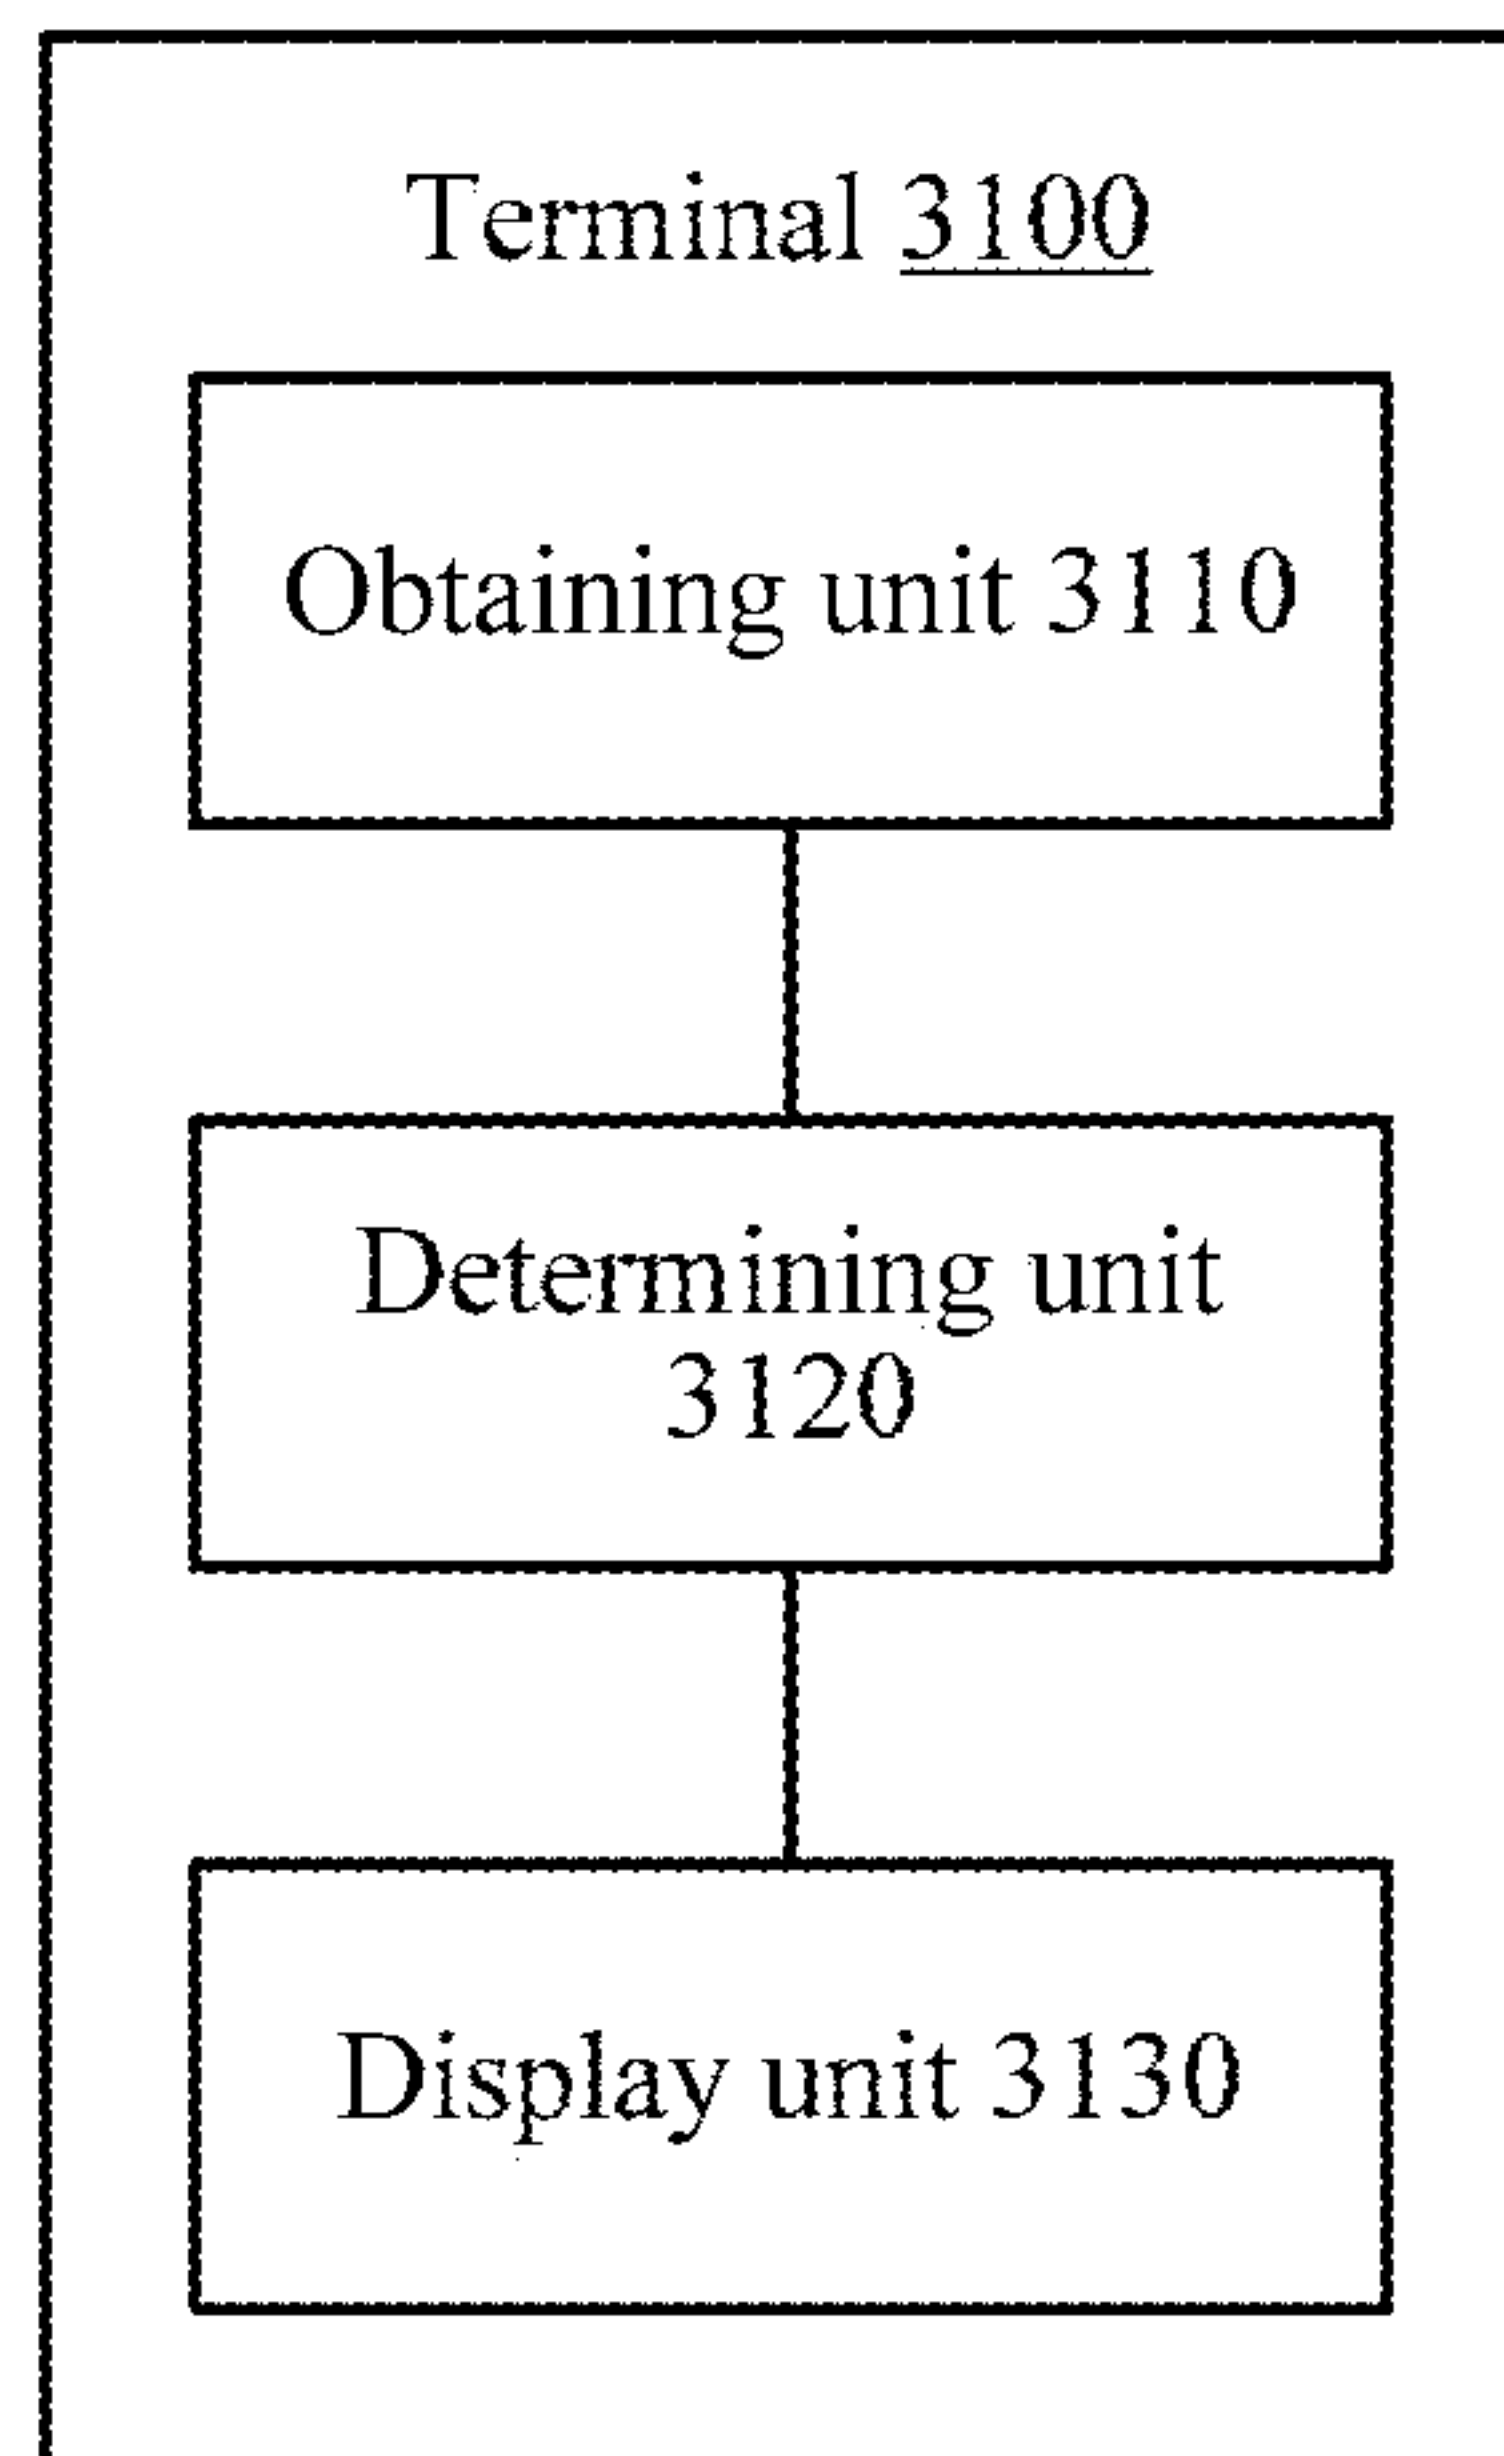 Terminal 3100
Obtaining unit 3110
Determining unit
3120
Display unit 3130